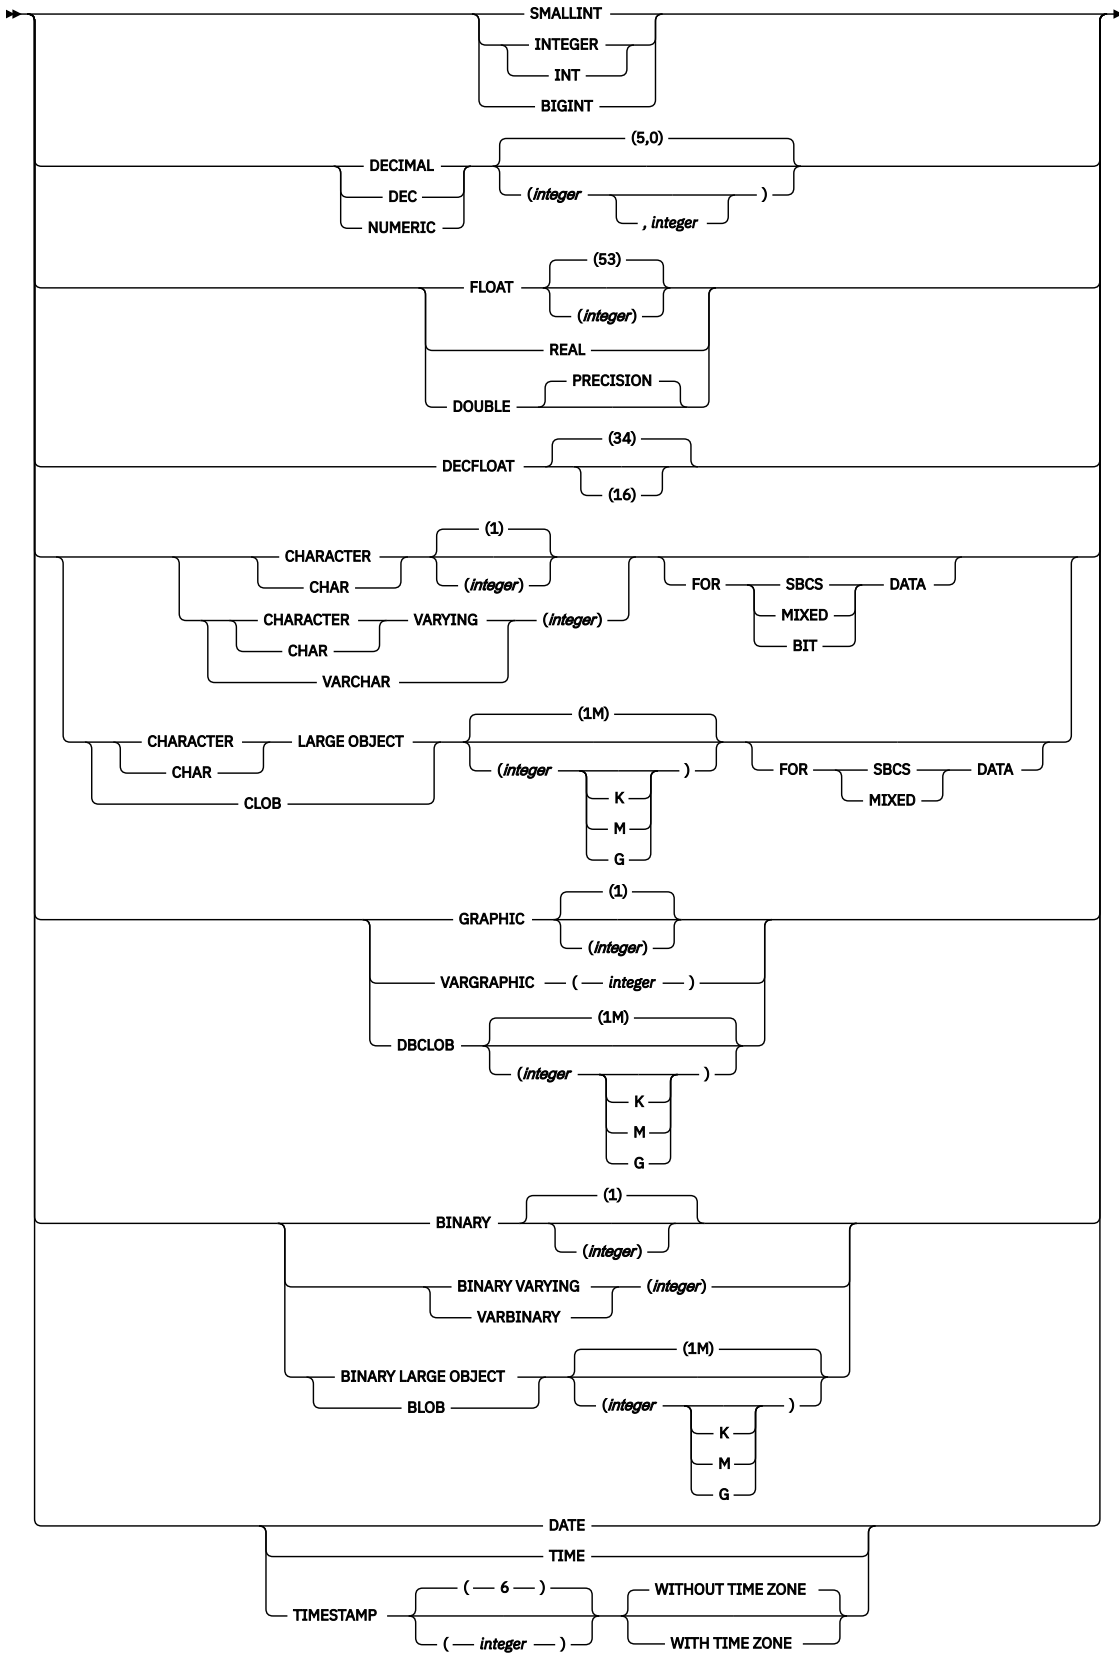 SMALLINT
INTEGER
INT
BIGINT
(5,0)
DECIMAL
DEC
(integer )
NUMERIC
, integer
(53)
FLOAT
(integer)
REAL
PRECISION
DOUBLE
(34)
DECFLOAT
(16)
(1)
CHARACTER
CHAR
(integer)
FOR SBCS DATA
MIXED
BIT
CHARACTER VARYING (integer)
CHAR
VARCHAR
(1M)
CHARACTER LARGE OBJECT
CHAR
(integer )
FOR SBCS DATA
K
MIXED
CLOB
M
G
(1)
GRAPHIC
(integer)
VARGRAPHIC ( integer )
(1M)
DBCLOB
(integer )
K
M
G
(1)
BINARY
(integer)
BINARY VARYING (integer)
VARBINARY
(1M)
BINARY LARGE OBJECT
BLOB
(integer )
K
M
G
DATE
TIME
( 6 ) WITHOUT TIME ZONE
TIMESTAMP
( integer ) WITH TIME ZONE